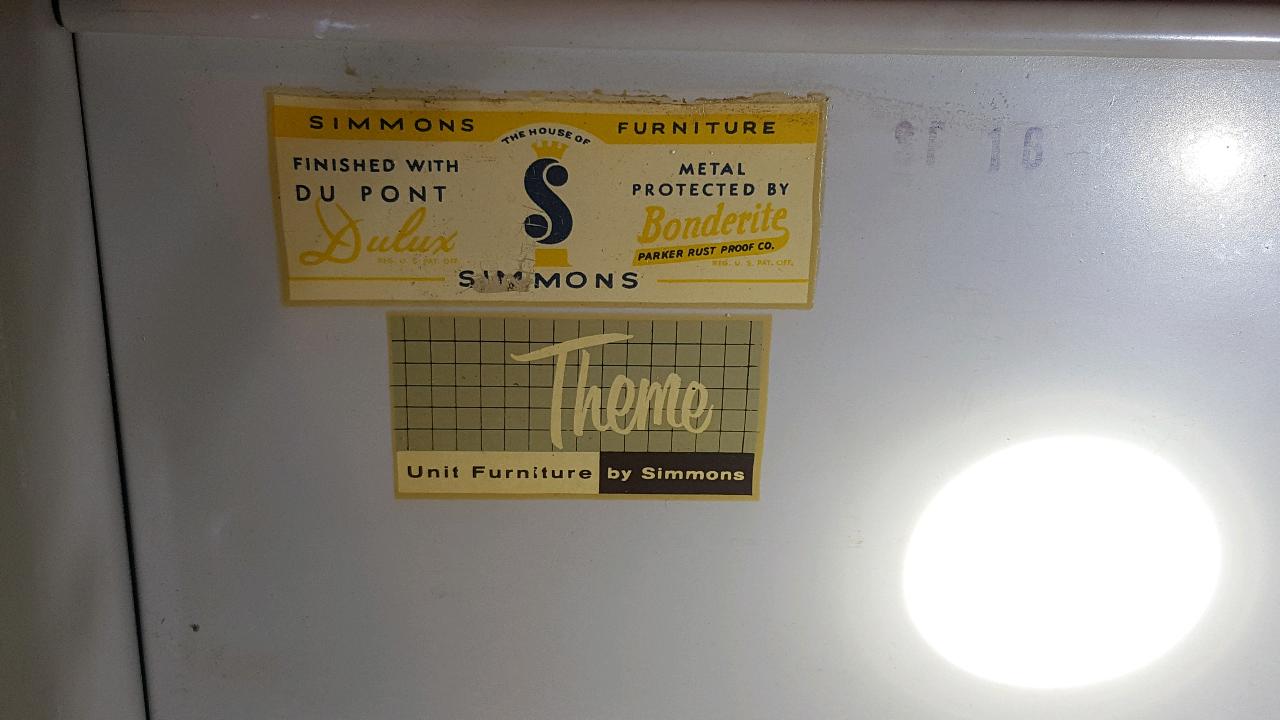 SIMMONS FURNITURE
THE HOUSE OF
FINISHED WITH
DU PONT
Dulux
REG. U. S. PAT. OFF.
S
METAL
PROTECTED BY
Bonderite
PARKER RUST PROOF CO.
REG. U. S. PAT. OFF.
SIMMONS
Theme
Unit Furniture by Simmons
16